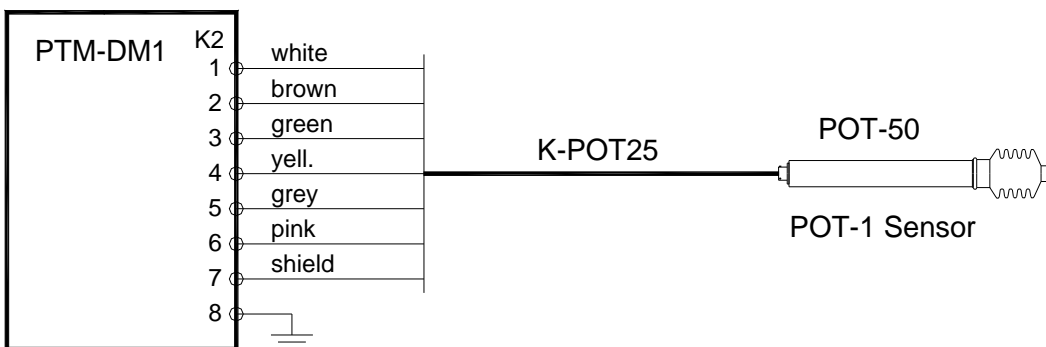 PTM-DM1 K2
1 white
2 brown
3 green
4 yell.
5 grey
6 pink
7 shield
8
K-POT25
POT-50
POT-1 Sensor